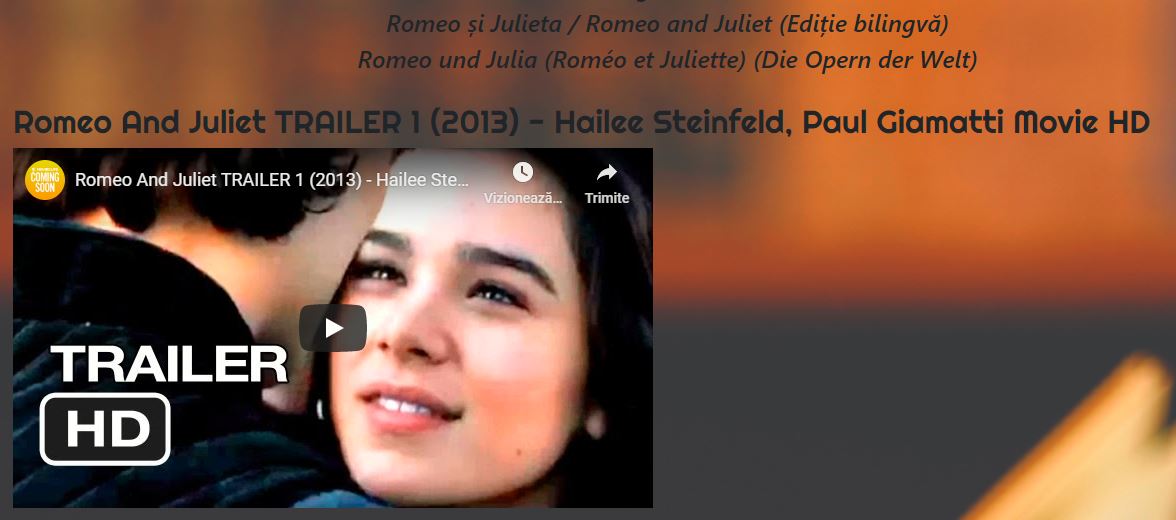 Romeo și Julieta / Romeo and Juliet (Ediție bilingvă)
Romeo und Julia (Roméo et Juliette) (Die Opern der Welt)
Romeo And Juliet TRAILER 1 (2013) - Hailee Steinfeld, Paul Giamatti Movie HD
COMING SOON
Romeo And Juliet TRAILER 1 (2013) - Hailee Ste...
Vizionează...
Trimite
TRAILER
HD